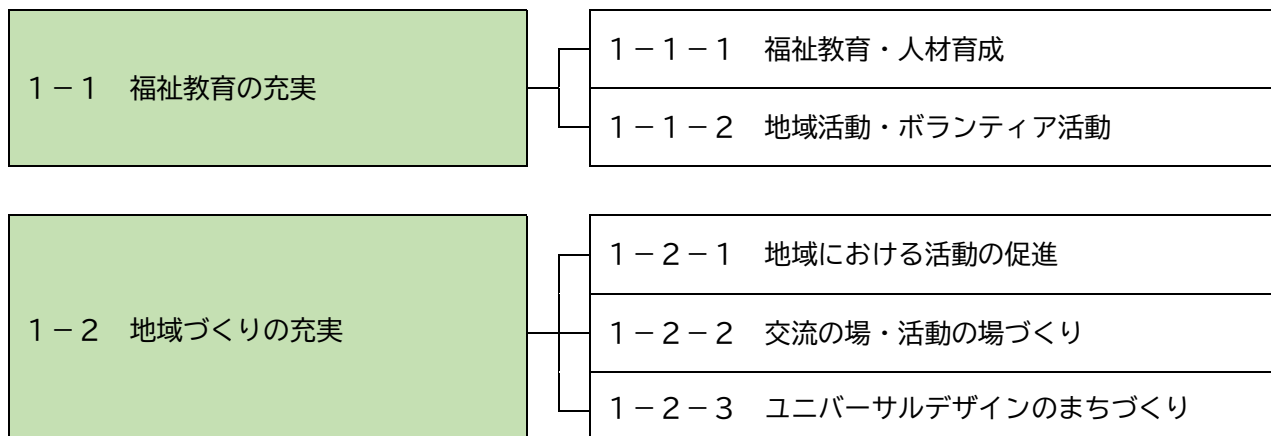 1－1　福祉教育の充実
1－1－1　福祉教育・人材育成
1－1－2　地域活動・ボランティア活動
1－2　地域づくりの充実
1－2－1　地域における活動の促進
1－2－2　交流の場・活動の場づくり
1－2－3　ユニバーサルデザインのまちづくり